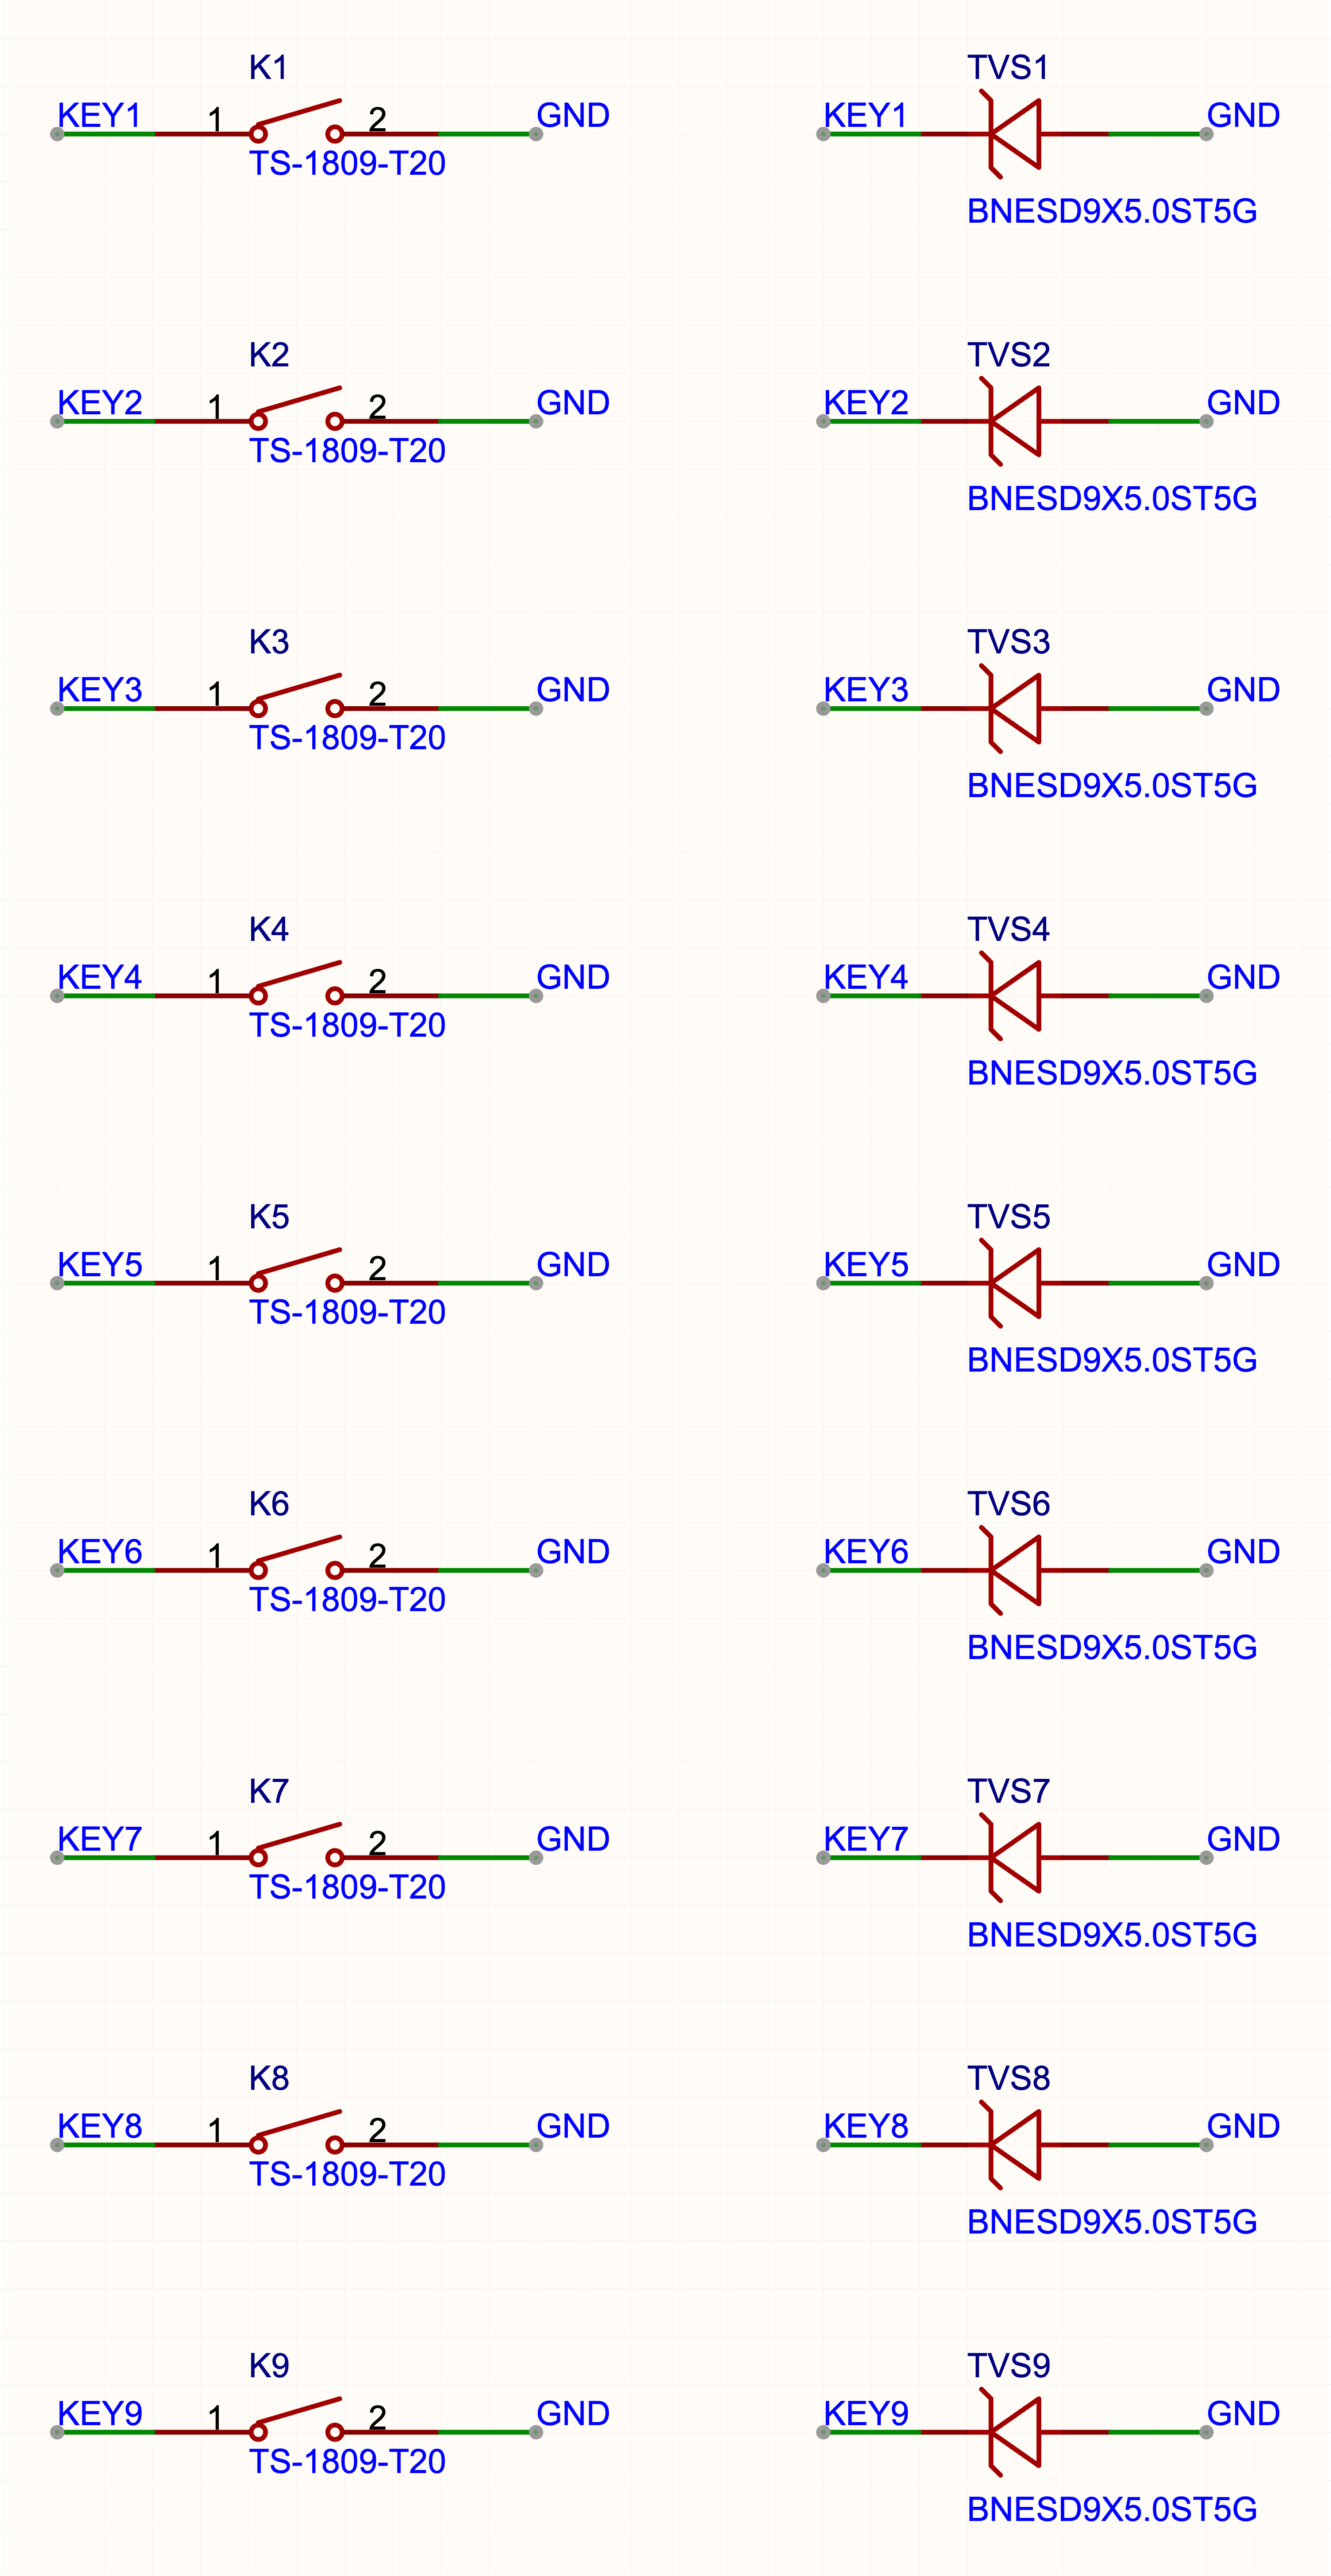 K1 TVS1
KEY1 1 2 GND KEY1 GND
TS-1809-T20
BNESD9X5.0ST5G
K2 TVS2
KEY2 1 2 GND KEY2 GND
TS-1809-T20
BNESD9X5.0ST5G
K3 TVS3
KEY3 1 2 GND KEY3 GND
TS-1809-T20
BNESD9X5.0ST5G
K4 TVS4
KEY4 1 2 GND KEY4 GND
TS-1809-T20
BNESD9X5.0ST5G
K5 TVS5
KEY5 1 2 GND KEY5 GND
TS-1809-T20
BNESD9X5.0ST5G
K6 TVS6
KEY6 1 2 GND KEY6 GND
TS-1809-T20
BNESD9X5.0ST5G
K7 TVS7
KEY7 1 2 GND KEY7 GND
TS-1809-T20
BNESD9X5.0ST5G
K8 TVS8
KEY8 1 2 GND KEY8 GND
TS-1809-T20
BNESD9X5.0ST5G
K9 TVS9
KEY9 1 2 GND KEY9 GND
TS-1809-T20
BNESD9X5.0ST5G